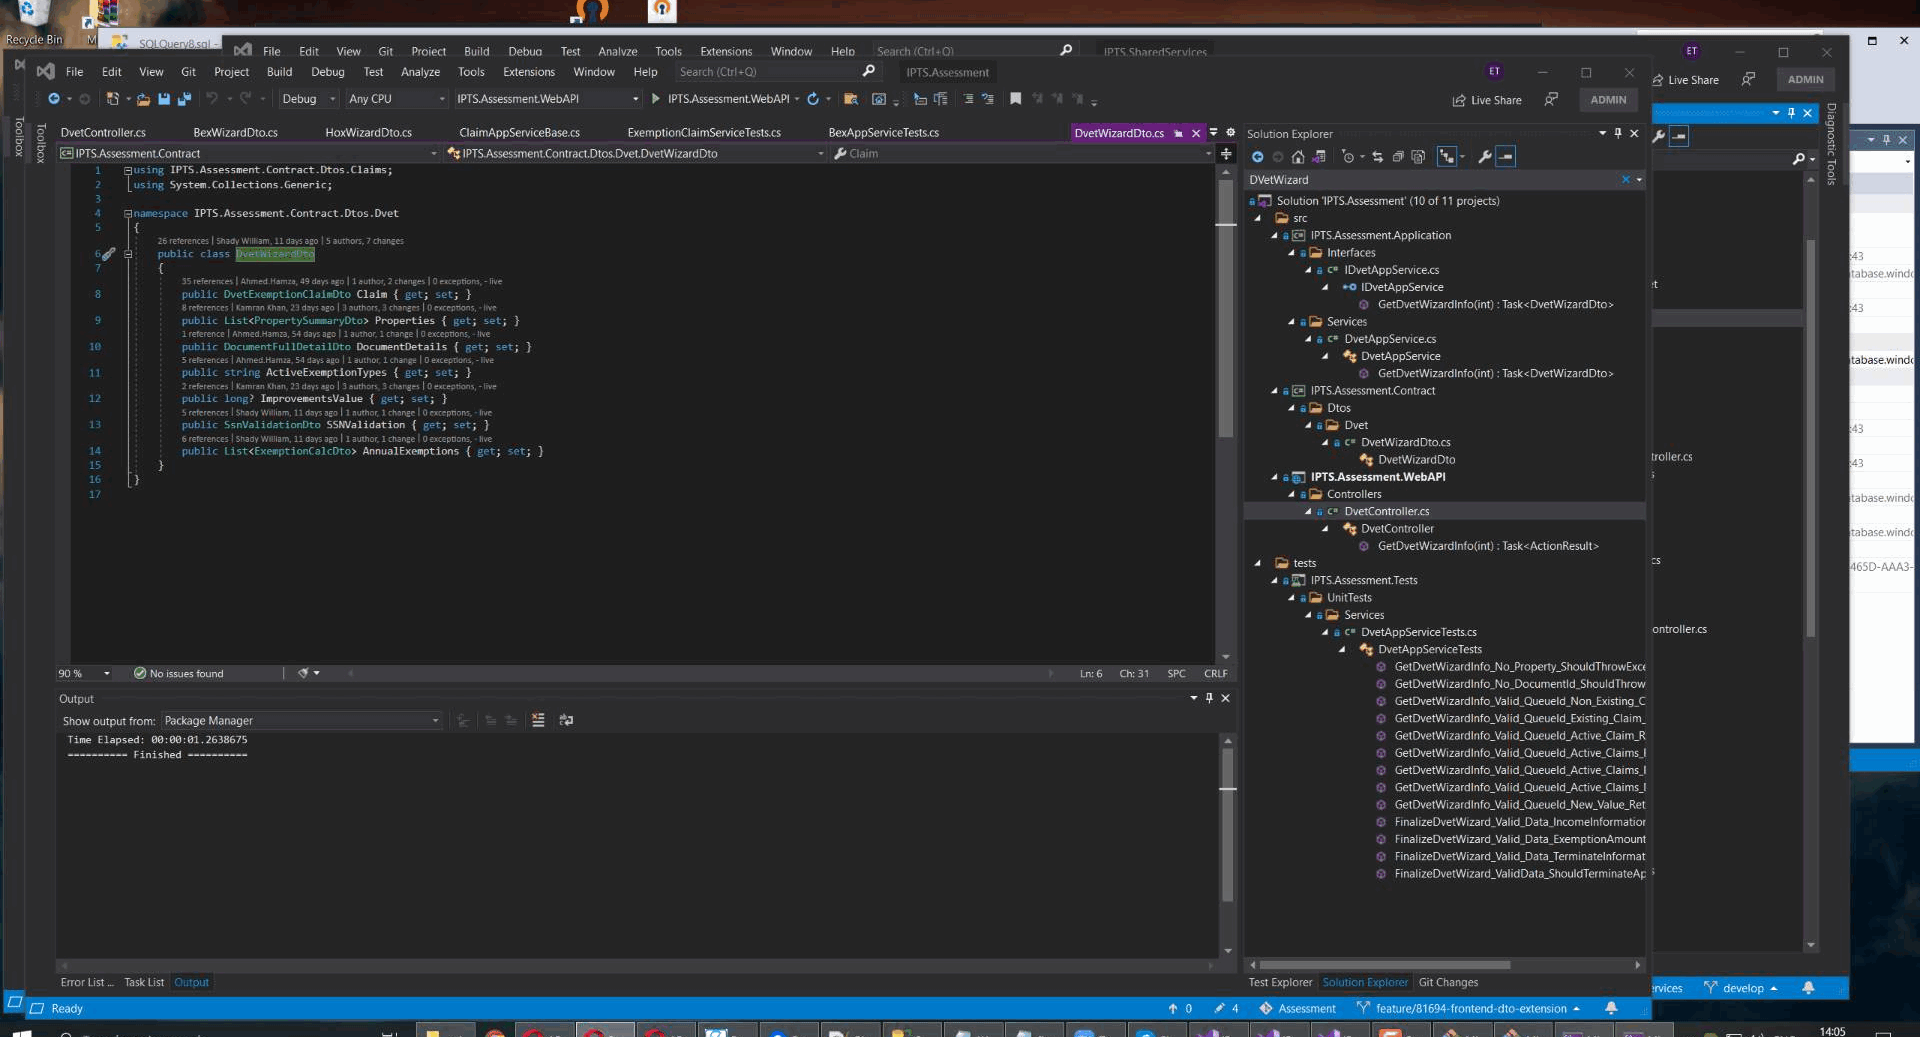 Recycle Bin
SQLQuery8.sql -
File Edit View Git Project Build Debug Test Analyze Tools Extensions Window Help Search (Ctrl+Q) IPTS.SharedServices ET
File Edit View Git Project Build Debug Test Analyze Tools Extensions Window Help Search (Ctrl+Q) IPTS.Assessment ET
Live Share ADMIN
Debug Any CPU IPTS.Assessment.WebAPI IPTS.Assessment.WebAPI Live Share ADMIN
Toolbox
Toolbox
Diagnostic Tools
DvetController.cs BexWizardDto.cs HoxWizardDto.cs ClaimAppServiceBase.cs ExemptionClaimServiceTests.cs BexAppServiceTests.cs DvetWizardDto.cs
IPTS.Assessment.Contract IPTS.Assessment.Contract.Dtos.Dvet.DvetWizardDto Claim
1 using IPTS.Assessment.Contract.Dtos.Claims;
2 using System.Collections.Generic;
3
4 namespace IPTS.Assessment.Contract.Dtos.Dvet
5 {
26 references | Shady William, 11 days ago | 5 authors, 7 changes
6 public class DvetWizardDto
7 {
35 references | Ahmed.Hamza, 49 days ago | 1 author, 2 changes | 0 exceptions, - live
8 public DvetExemptionClaimDto Claim { get; set; }
8 references | Kamran Khan, 23 days ago | 3 authors, 3 changes | 0 exceptions, - live
9 public List<PropertySummaryDto> Properties { get; set; }
1 reference | Ahmed.Hamza, 54 days ago | 1 author, 1 change | 0 exceptions, - live
10 public DocumentFullDetailDto DocumentDetails { get; set; }
5 references | Ahmed.Hamza, 54 days ago | 1 author, 1 change | 0 exceptions, - live
11 public string ActiveExemptionTypes { get; set; }
2 references | Kamran Khan, 23 days ago | 3 authors, 3 changes | 0 exceptions, - live
12 public long? ImprovementsValue { get; set; }
5 references | Shady William, 11 days ago | 1 author, 1 change | 0 exceptions, - live
13 public SsnValidationDto SSNValidation { get; set; }
6 references | Shady William, 11 days ago | 1 author, 1 change | 0 exceptions, - live
14 public List<ExemptionCalcDto> AnnualExemptions { get; set; }
15 }
16 }
17
90 % No issues found Ln: 6 Ch: 31 SPC CRLF
Output
Show output from: Package Manager
Time Elapsed: 00:00:01.2638675
========== Finished ==========
Error List ... Task List Output
Solution Explorer
DVetWizard
Solution 'IPTS.Assessment' (10 of 11 projects)
src
IPTS.Assessment.Application
Interfaces
IDvetAppService.cs
IDvetAppService
GetDvetWizardInfo(int) : Task<DvetWizardDto>
Services
DvetAppService.cs
DvetAppService
GetDvetWizardInfo(int) : Task<DvetWizardDto>
IPTS.Assessment.Contract
Dtos
Dvet
DvetWizardDto.cs
DvetWizardDto
IPTS.Assessment.WebAPI
Controllers
DvetController.cs
DvetController
GetDvetWizardInfo(int) : Task<ActionResult>
tests
IPTS.Assessment.Tests
UnitTests
Services
DvetAppServiceTests.cs
DvetAppServiceTests
GetDvetWizardInfo_No_Property_ShouldThrowExce
GetDvetWizardInfo_No_DocumentId_ShouldThrow
GetDvetWizardInfo_Valid_QueueId_Non_Existing_C
GetDvetWizardInfo_Valid_QueueId_Existing_Claim_
GetDvetWizardInfo_Valid_QueueId_Active_Claim_R
GetDvetWizardInfo_Valid_QueueId_Active_Claims_
GetDvetWizardInfo_Valid_QueueId_Active_Claims_
GetDvetWizardInfo_Valid_QueueId_Active_Claims_
GetDvetWizardInfo_Valid_QueueId_New_Value_Ret
FinalizeDvetWizard_Valid_Data_IncomeInformation
FinalizeDvetWizard_Valid_Data_ExemptionAmount
FinalizeDvetWizard_Valid_Data_TerminateInformat
FinalizeDvetWizard_ValidData_ShouldTerminateAp
Test Explorer Solution Explorer Git Changes
troller.cs
ontroller.cs
:43
atabase.windo
:43
atabase.windo
:43
:43
atabase.windo
atabase.windo
465D-AAA3-
rvices develop
Ready 0 4 Assessment feature/81694-frontend-dto-extension
14:05